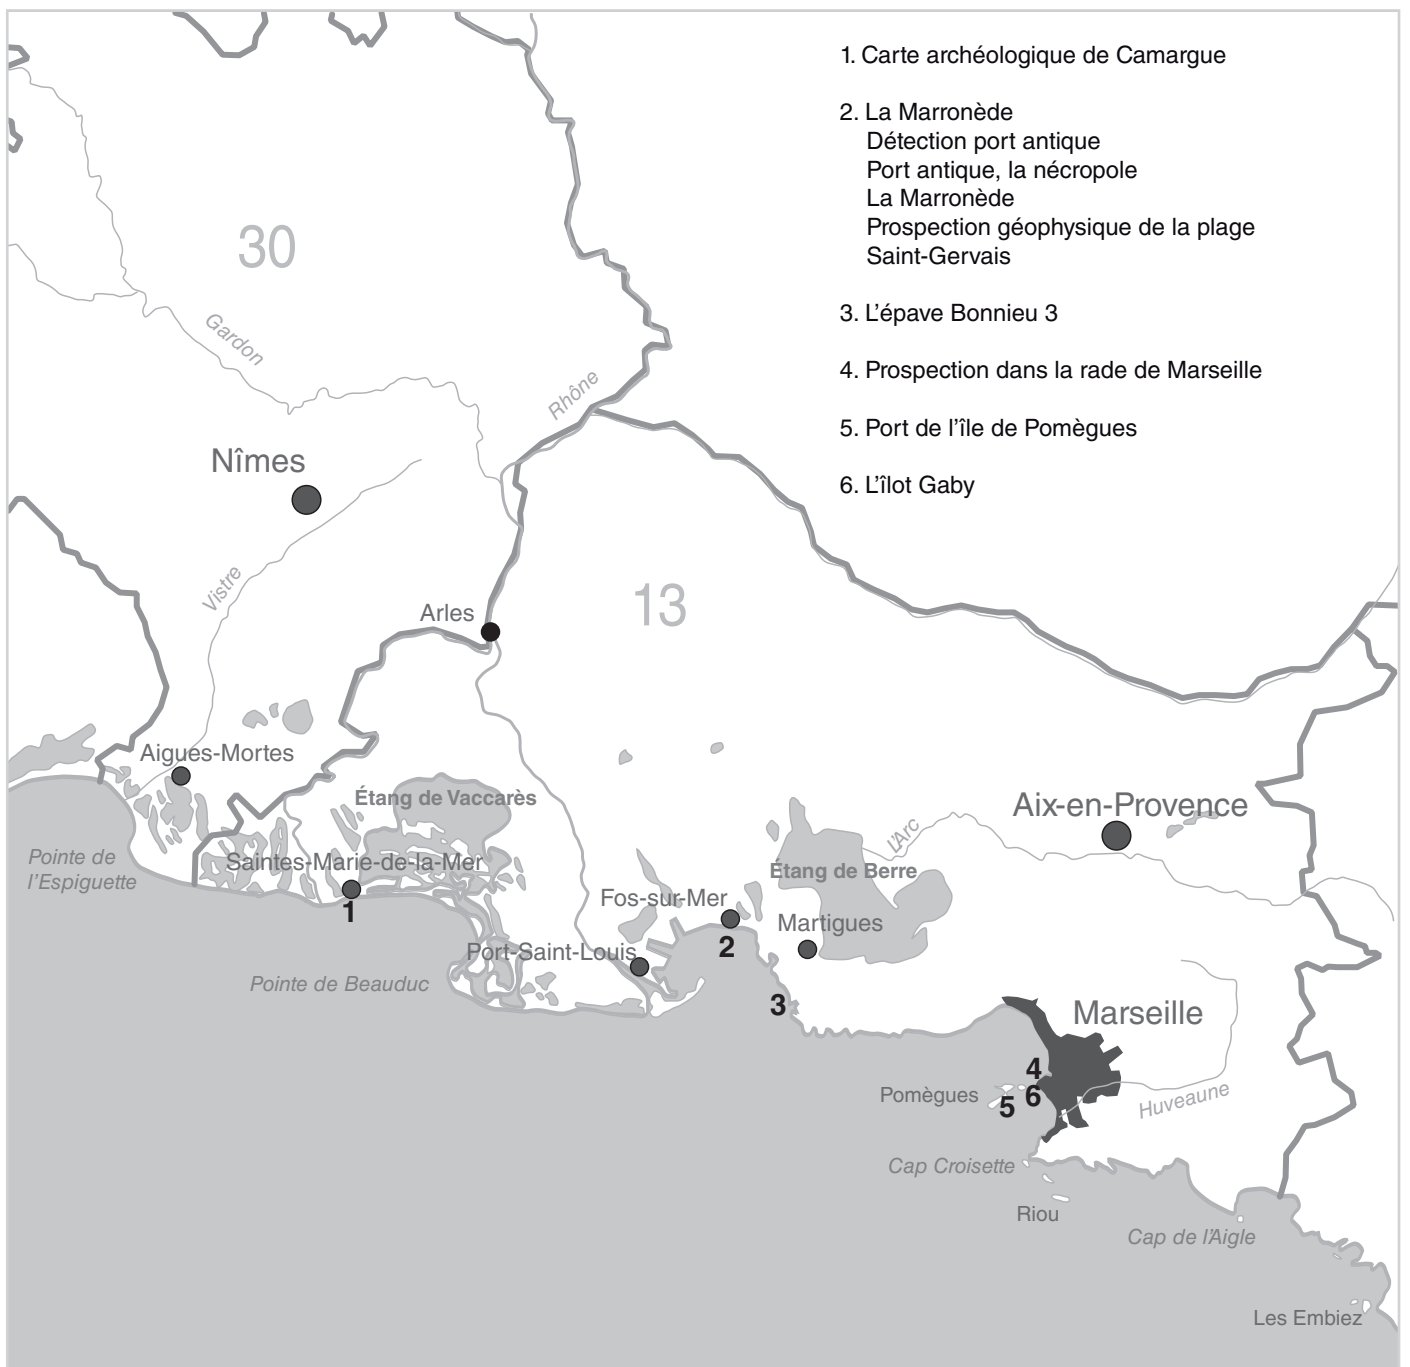 1. Carte archéologique de Camargue
2. La Marronède
Détection port antique
Port antique, la nécropole
La Marronède
Prospection géophysique de la plage
Saint-Gervais
3. L'épave Bonnieu 3
4. Prospection dans la rade de Marseille
5. Port de l'île de Pomègues
6. L'îlot Gaby
30
Gardon
Rhône
Nîmes
Vistre
Arles
13
Aigues-Mortes
Étang de Vaccarès
Aix-en-Provence
L'Arc
Pointe de
l'Espiguette
Saintes-Marie-de-la-Mer
Étang de Berre
1
Fos-sur-Mer
Martigues
2
Port-Saint-Louis
Pointe de Beauduc
3
Marseille
4
Pomègues
5
6
Huveaune
Cap Croisette
Riou
Cap de l'Aigle
Les Embiez